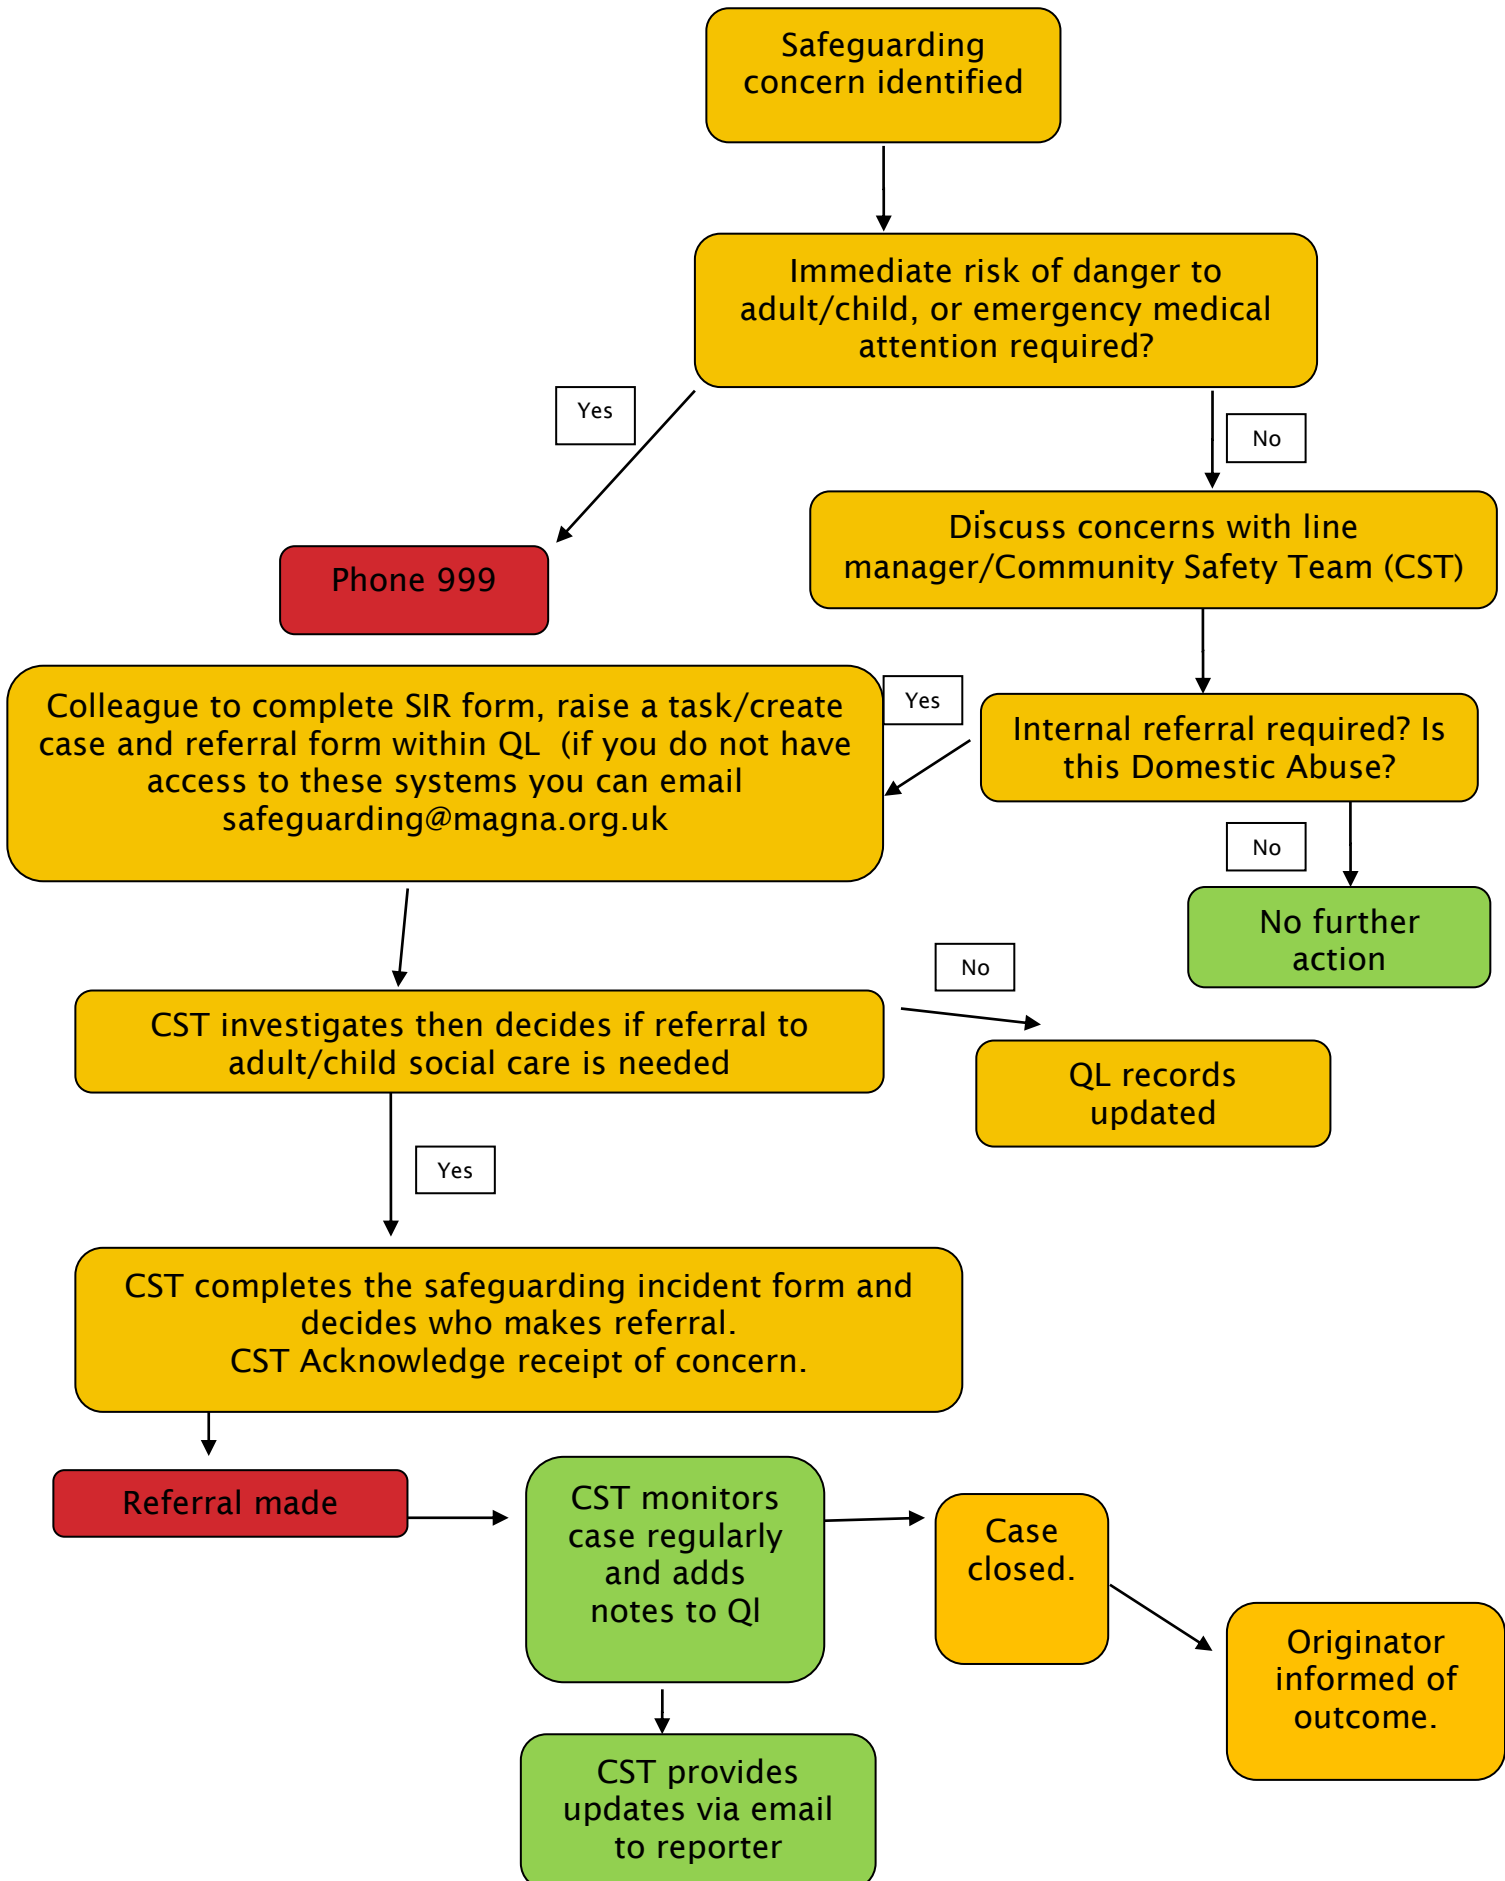 Safeguarding
concern identified
Immediate risk of danger to
adult/child, or emergency medical
attention required?
Yes
No
Discuss concerns with line
manager/Community Safety Team (CST)
Phone 999
Colleague to complete SIR form, raise a task/create
case and referral form within QL (if you do not have
access to these systems you can email
safeguarding@magna.org.uk
Yes
Internal referral required? Is
this Domestic Abuse?
No
No further
action
CST investigates then decides if referral to
adult/child social care is needed
No
QL records
updated
Yes
CST completes the safeguarding incident form and
decides who makes referral.
CST Acknowledge receipt of concern.
Referral made
CST monitors
case regularly
and adds
notes to Ql
Case
closed.
Originator
informed of
outcome.
CST provides
updates via email
to reporter